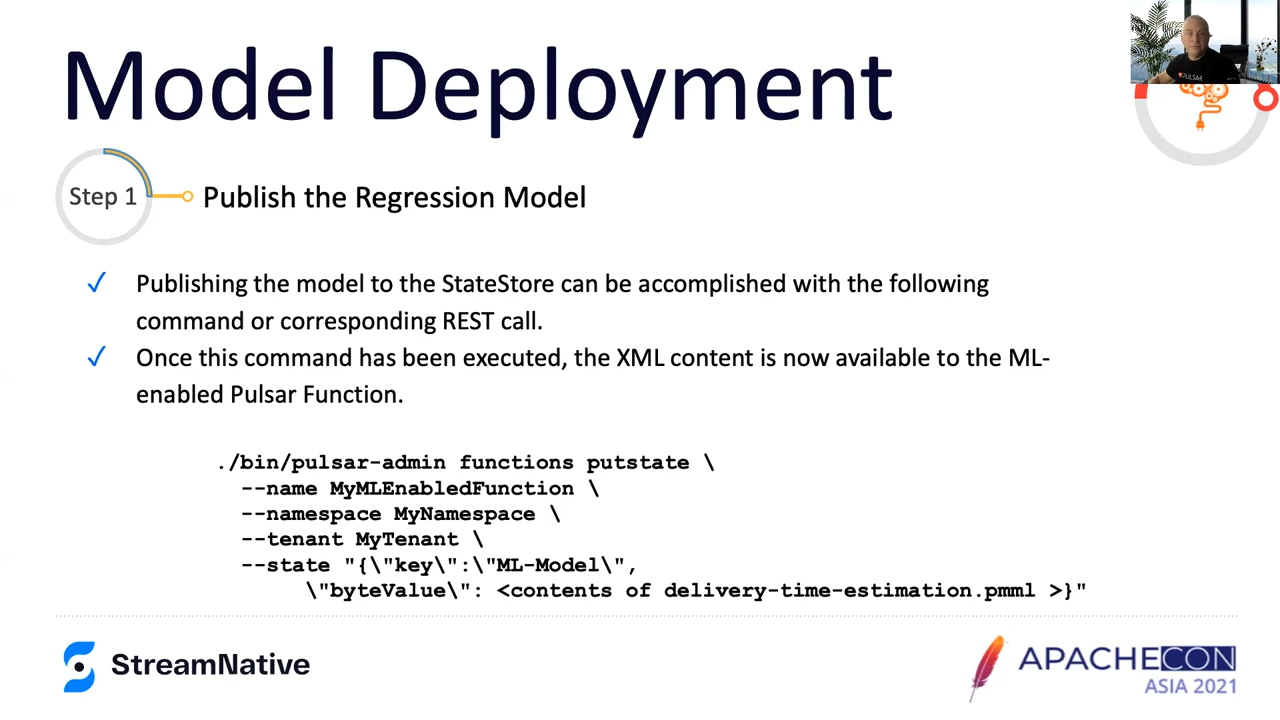 Model Deployment
PULSAR
Step 1
Publish the Regression Model
Publishing the model to the StateStore can be accomplished with the following
command or corresponding REST call.
Once this command has been executed, the XML content is now available to the ML-
enabled Pulsar Function.
./bin/pulsar-admin functions putstate \
--name MyMLEnabledFunction \
--namespace MyNamespace \
--tenant MyTenant \
--state "{\"key\":\"ML-Model\",
\"byteValue\": <contents of delivery-time-estimation.pmml >}"
StreamNative
APACHECON
ASIA 2021